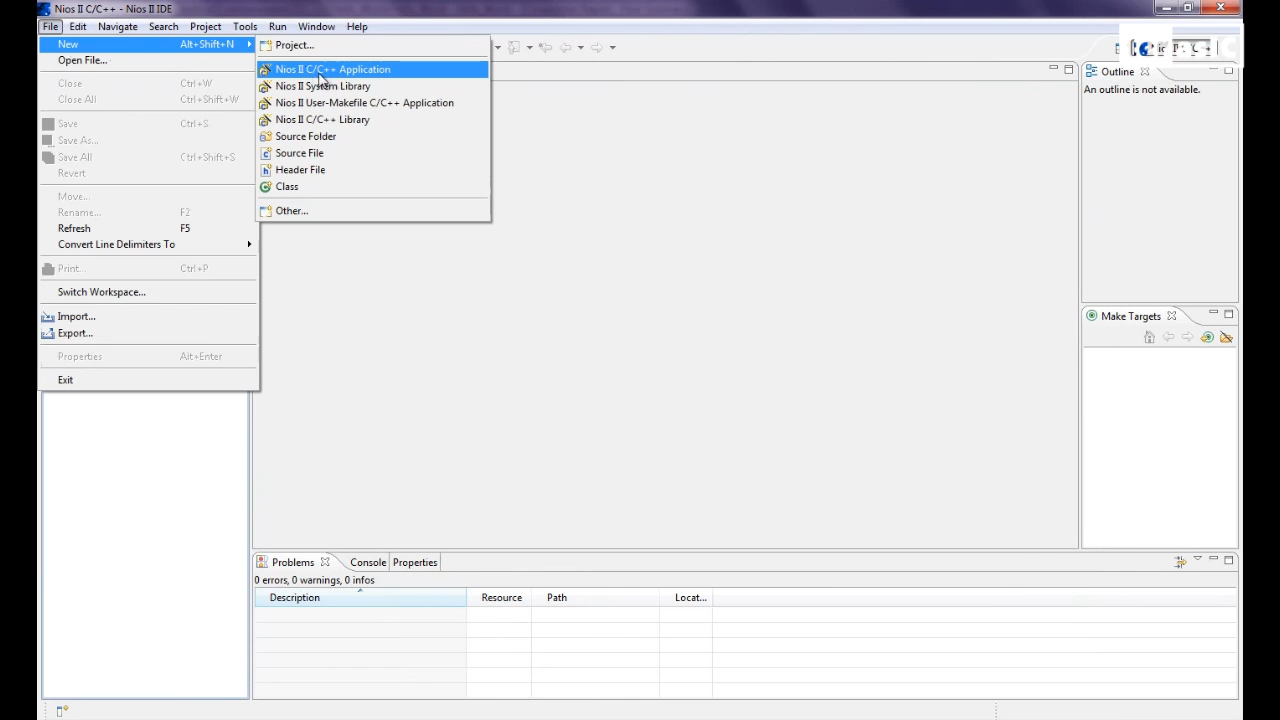 Nios II C/C++ - Nios II IDE
File Edit Navigate Search Project Tools Run Window Help
New Alt+Shift+N
Open File...
Close Ctrl+W
Close All Ctrl+Shift+W
Save Ctrl+S
Save As...
Save All Ctrl+Shift+S
Revert
Move...
Rename... F2
Refresh F5
Convert Line Delimiters To
Print... Ctrl+P
Switch Workspace...
Import...
Export...
Properties Alt+Enter
Exit
Project...
Nios II C/C++ Application
Nios II System Library
Nios II User-Makefile C/C++ Application
Nios II C/C++ Library
Source Folder
Source File
Header File
Class
Other...
Outline
An outline is not available.
Make Targets
Problems Console Properties
0 errors, 0 warnings, 0 infos
Description Resource Path Locat...